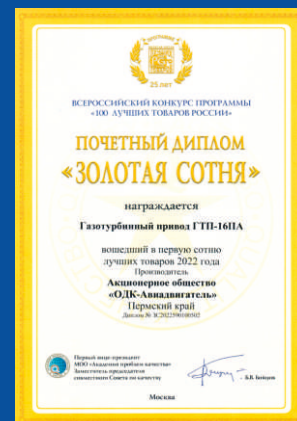 25 лет
ВСЕРОССИЙСКИЙ КОНКУРС ПРОГРАММЫ
«100 ЛУЧШИХ ТОВАРОВ РОССИИ»
ПОЧЕТНЫЙ ДИПЛОМ
«ЗОЛОТАЯ СОТНЯ»
награждается
Газотурбинный привод ГТП-16ПА
вошедший в первую сотню
лучших товаров 2022 года
Производитель
Акционерное общество
«ОДК-Авиадвигатель»
Пермский край
Первый вице-президент
МОО «Академия проблем качества»
Заместитель председателя
совместного Совета по качеству
Москва